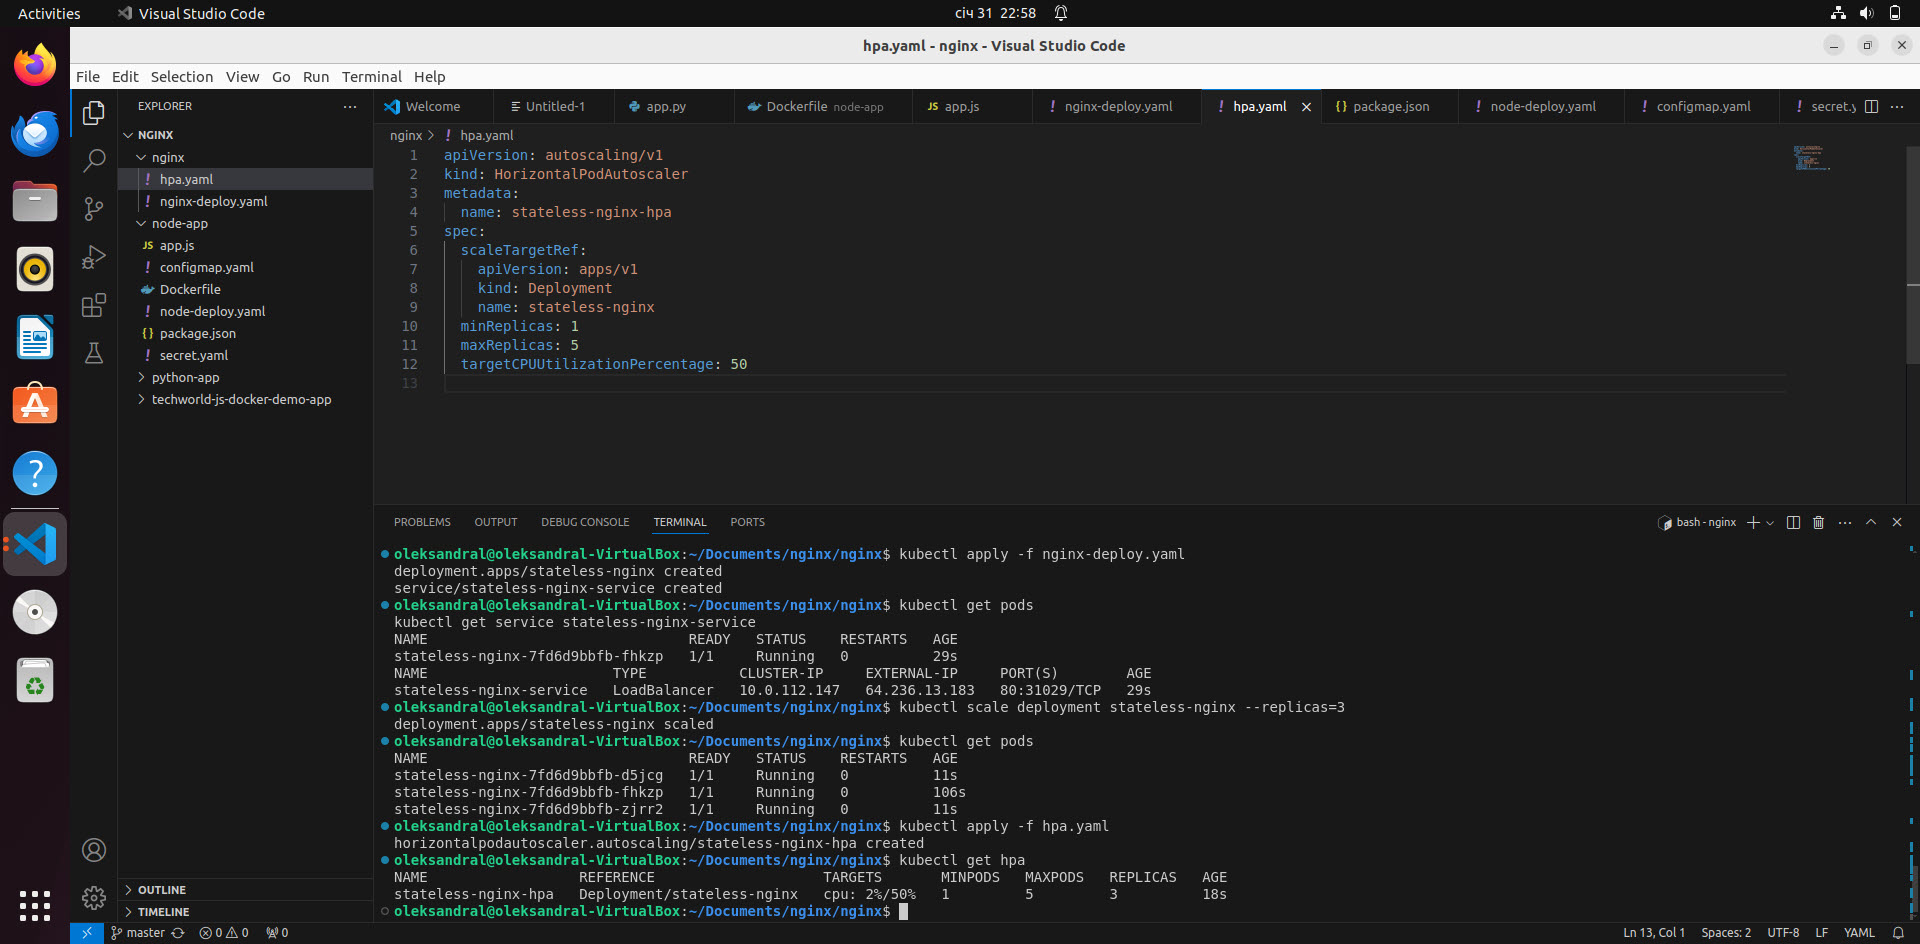 Activities
Visual Studio Code
січ 31 22:58
hpa.yaml - nginx - Visual Studio Code
File Edit Selection View Go Run Terminal Help
EXPLORER
NGINX
nginx
hpa.yaml
nginx-deploy.yaml
node-app
JS app.js
configmap.yaml
Dockerfile
node-deploy.yaml
{} package.json
secret.yaml
python-app
techworld-js-docker-demo-app
OUTLINE
TIMELINE
Welcome
Untitled-1
app.py
Dockerfile node-app
JS app.js
! nginx-deploy.yaml
! hpa.yaml
{} package.json
! node-deploy.yaml
! configmap.yaml
! secret.y
nginx > ! hpa.yaml
1 apiVersion: autoscaling/v1
2 kind: HorizontalPodAutoscaler
3 metadata:
4   name: stateless-nginx-hpa
5 spec:
6   scaleTargetRef:
7     apiVersion: apps/v1
8     kind: Deployment
9     name: stateless-nginx
10   minReplicas: 1
11   maxReplicas: 5
12   targetCPUUtilizationPercentage: 50
13
PROBLEMS OUTPUT DEBUG CONSOLE TERMINAL PORTS
bash - nginx
oleksandral@oleksandral-VirtualBox:~/Documents/nginx/nginx$ kubectl apply -f nginx-deploy.yaml
deployment.apps/stateless-nginx created
service/stateless-nginx-service created
oleksandral@oleksandral-VirtualBox:~/Documents/nginx/nginx$ kubectl get pods
kubectl get service stateless-nginx-service
NAME READY STATUS RESTARTS AGE
stateless-nginx-7fd6d9bbfb-fhkzp 1/1 Running 0 29s
NAME TYPE CLUSTER-IP EXTERNAL-IP PORT(S) AGE
stateless-nginx-service LoadBalancer 10.0.112.147 64.236.13.183 80:31029/TCP 29s
oleksandral@oleksandral-VirtualBox:~/Documents/nginx/nginx$ kubectl scale deployment stateless-nginx --replicas=3
deployment.apps/stateless-nginx scaled
oleksandral@oleksandral-VirtualBox:~/Documents/nginx/nginx$ kubectl get pods
NAME READY STATUS RESTARTS AGE
stateless-nginx-7fd6d9bbfb-d5jcg 1/1 Running 0 11s
stateless-nginx-7fd6d9bbfb-fhkzp 1/1 Running 0 106s
stateless-nginx-7fd6d9bbfb-zjrr2 1/1 Running 0 11s
oleksandral@oleksandral-VirtualBox:~/Documents/nginx/nginx$ kubectl apply -f hpa.yaml
horizontalpodautoscaler.autoscaling/stateless-nginx-hpa created
oleksandral@oleksandral-VirtualBox:~/Documents/nginx/nginx$ kubectl get hpa
NAME REFERENCE TARGETS MINPODS MAXPODS REPLICAS AGE
stateless-nginx-hpa Deployment/stateless-nginx cpu: 2%/50% 1 5 3 18s
oleksandral@oleksandral-VirtualBox:~/Documents/nginx/nginx$
master 0 0 0
Ln 13, Col 1 Spaces: 2 UTF-8 LF YAML